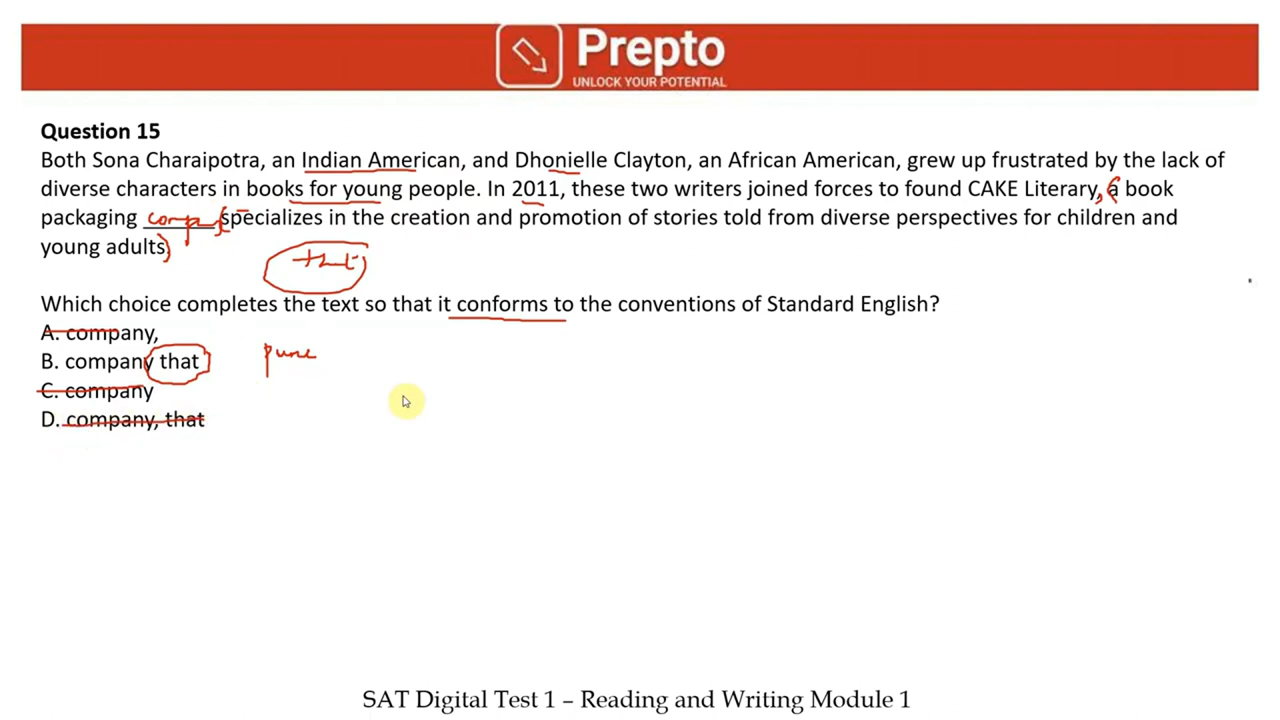 Prepto
UNLOCK YOUR POTENTIAL
Question 15
Both Sona Charaipotra, an Indian American, and Dhonielle Clayton, an African American, grew up frustrated by the lack of
diverse characters in books for young people. In 2011, these two writers joined forces to found CAKE Literary, a book
packaging ______ specializes in the creation and promotion of stories told from diverse perspectives for children and
young adults.
that
Which choice completes the text so that it conforms to the conventions of Standard English?
A. company,
B. company that
punc
C. company
D. company, that
SAT Digital Test 1 – Reading and Writing Module 1